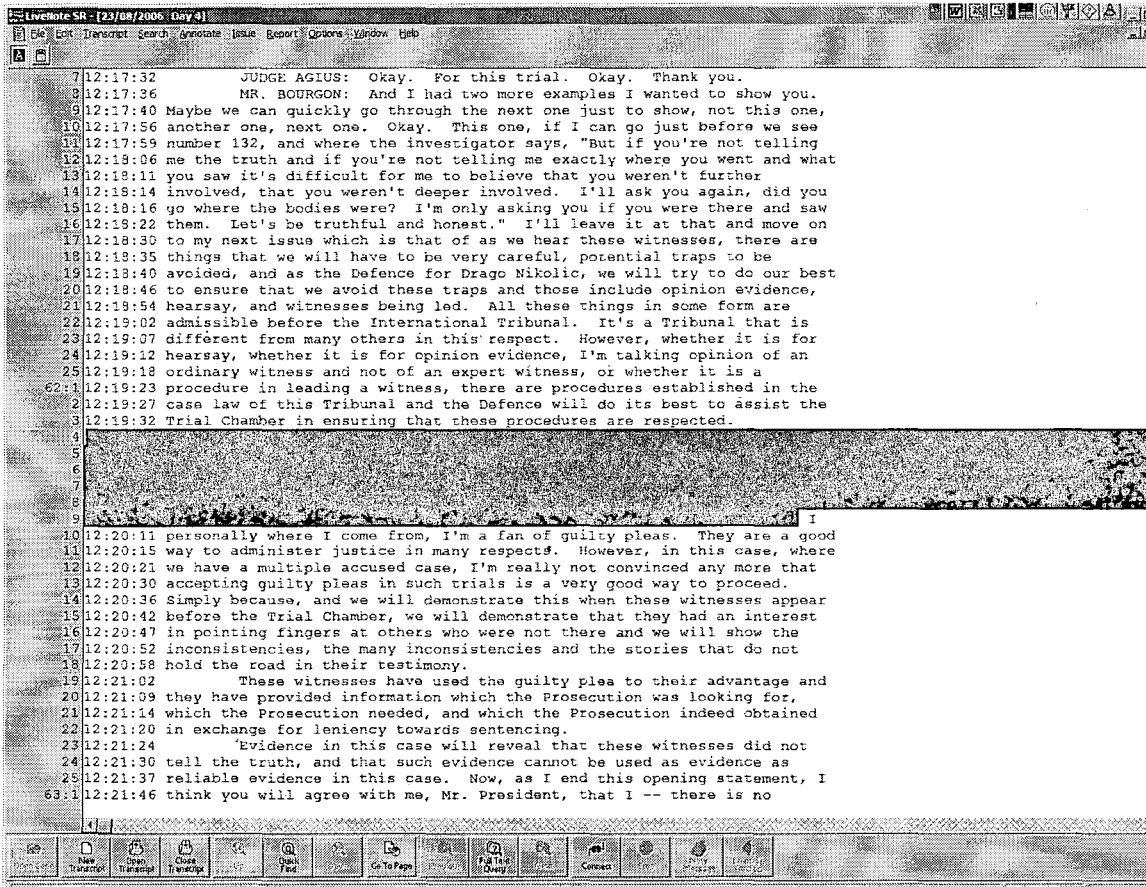 LiveNote SR - [23/08/2006 Day 4]
File Edit Transcript Search Annotate Issue Report Options Window Help
7 12:17:32 JUDGE AGIUS: Okay. For this trial. Okay. Thank you.
8 12:17:36 MR. BOURGON: And I had two more examples I wanted to show you.
9 12:17:40 Maybe we can quickly go through the next one just to show, not this one,
10 12:17:56 another one, next one. Okay. This one, if I can go just before we see
11 12:17:59 number 132, and where the investigator says, "But if you're not telling
12 12:18:06 me the truth and if you're not telling me exactly where you went and what
13 12:18:11 you saw it's difficult for me to believe that you weren't further
14 12:18:14 involved, that you weren't deeper involved. I'll ask you again, did you
15 12:18:16 go where the bodies were? I'm only asking you if you were there and saw
16 12:18:22 them. Let's be truthful and honest." I'll leave it at that and move on
17 12:18:30 to my next issue which is that of as we hear these witnesses, there are
18 12:18:35 things that we will have to be very careful, potential traps to be
19 12:18:40 avoided, and as the Defence for Drago Nikolic, we will try to do our best
20 12:18:46 to ensure that we avoid these traps and those include opinion evidence,
21 12:18:54 hearsay, and witnesses being led. All these things in some form are
22 12:19:02 admissible before the International Tribunal. It's a Tribunal that is
23 12:19:07 different from many others in this respect. However, whether it is for
24 12:19:12 hearsay, whether it is for opinion evidence, I'm talking opinion of an
25 12:19:18 ordinary witness and not of an expert witness, or whether it is a
62:1 12:19:23 procedure in leading a witness, there are procedures established in the
2 12:19:27 case law of this Tribunal and the Defence will do its best to assist the
3 12:19:32 Trial Chamber in ensuring that these procedures are respected.
4
5
6
7
8
9 I
10 12:20:11 personally where I come from, I'm a fan of guilty pleas. They are a good
11 12:20:15 way to administer justice in many respects. However, in this case, where
12 12:20:21 we have a multiple accused case, I'm really not convinced any more that
13 12:20:30 accepting guilty pleas in such trials is a very good way to proceed.
14 12:20:36 Simply because, and we will demonstrate this when these witnesses appear
15 12:20:42 before the Trial Chamber, we will demonstrate that they had an interest
16 12:20:47 in pointing fingers at others who were not there and we will show the
17 12:20:52 inconsistencies, the many inconsistencies and the stories that do not
18 12:20:58 hold the road in their testimony.
19 12:21:02 These witnesses have used the guilty plea to their advantage and
20 12:21:09 they have provided information which the Prosecution was looking for,
21 12:21:14 which the Prosecution needed, and which the Prosecution indeed obtained
22 12:21:20 in exchange for leniency towards sentencing.
23 12:21:24 Evidence in this case will reveal that these witnesses did not
24 12:21:30 tell the truth, and that such evidence cannot be used as evidence as
25 12:21:37 reliable evidence in this case. Now, as I end this opening statement, I
63:1 12:21:46 think you will agree with me, Mr. President, that I -- there is no
New Transcript Open Transcript Close Transcript Quick Find Go To Page Full Text Query Connect